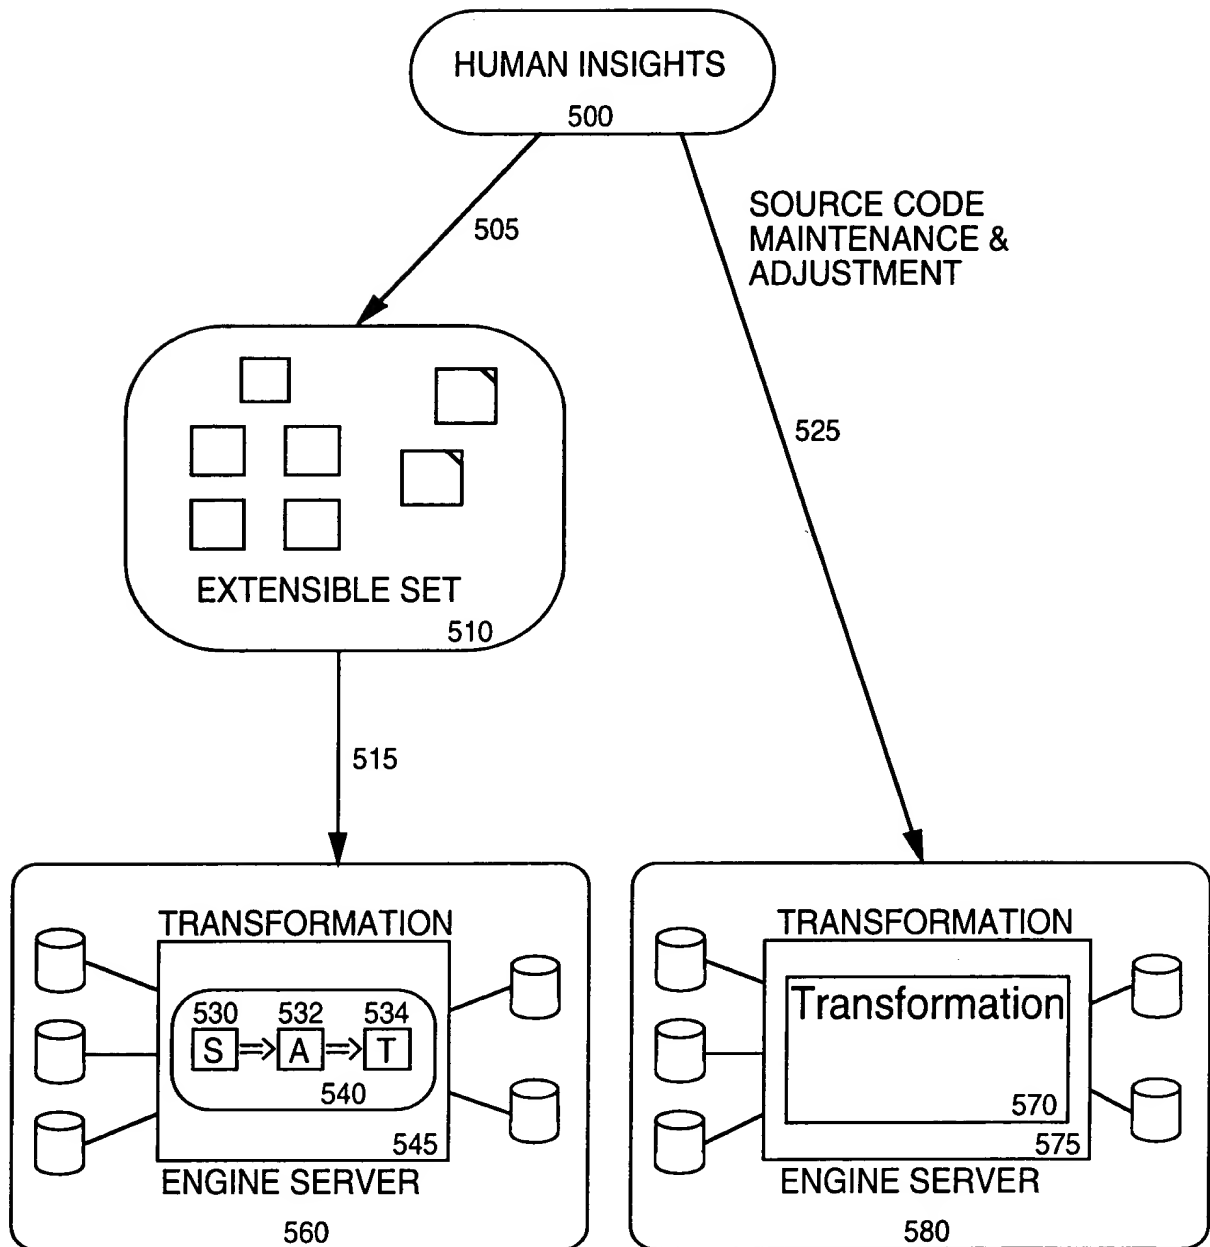 HUMAN INSIGHTS
500
505
SOURCE CODE
MAINTENANCE &
ADJUSTMENT
525
EXTENSIBLE SET
510
515
TRANSFORMATION
530 532 534
S A T
540
545
ENGINE SERVER
560
TRANSFORMATION
Transformation
570
575
ENGINE SERVER
580